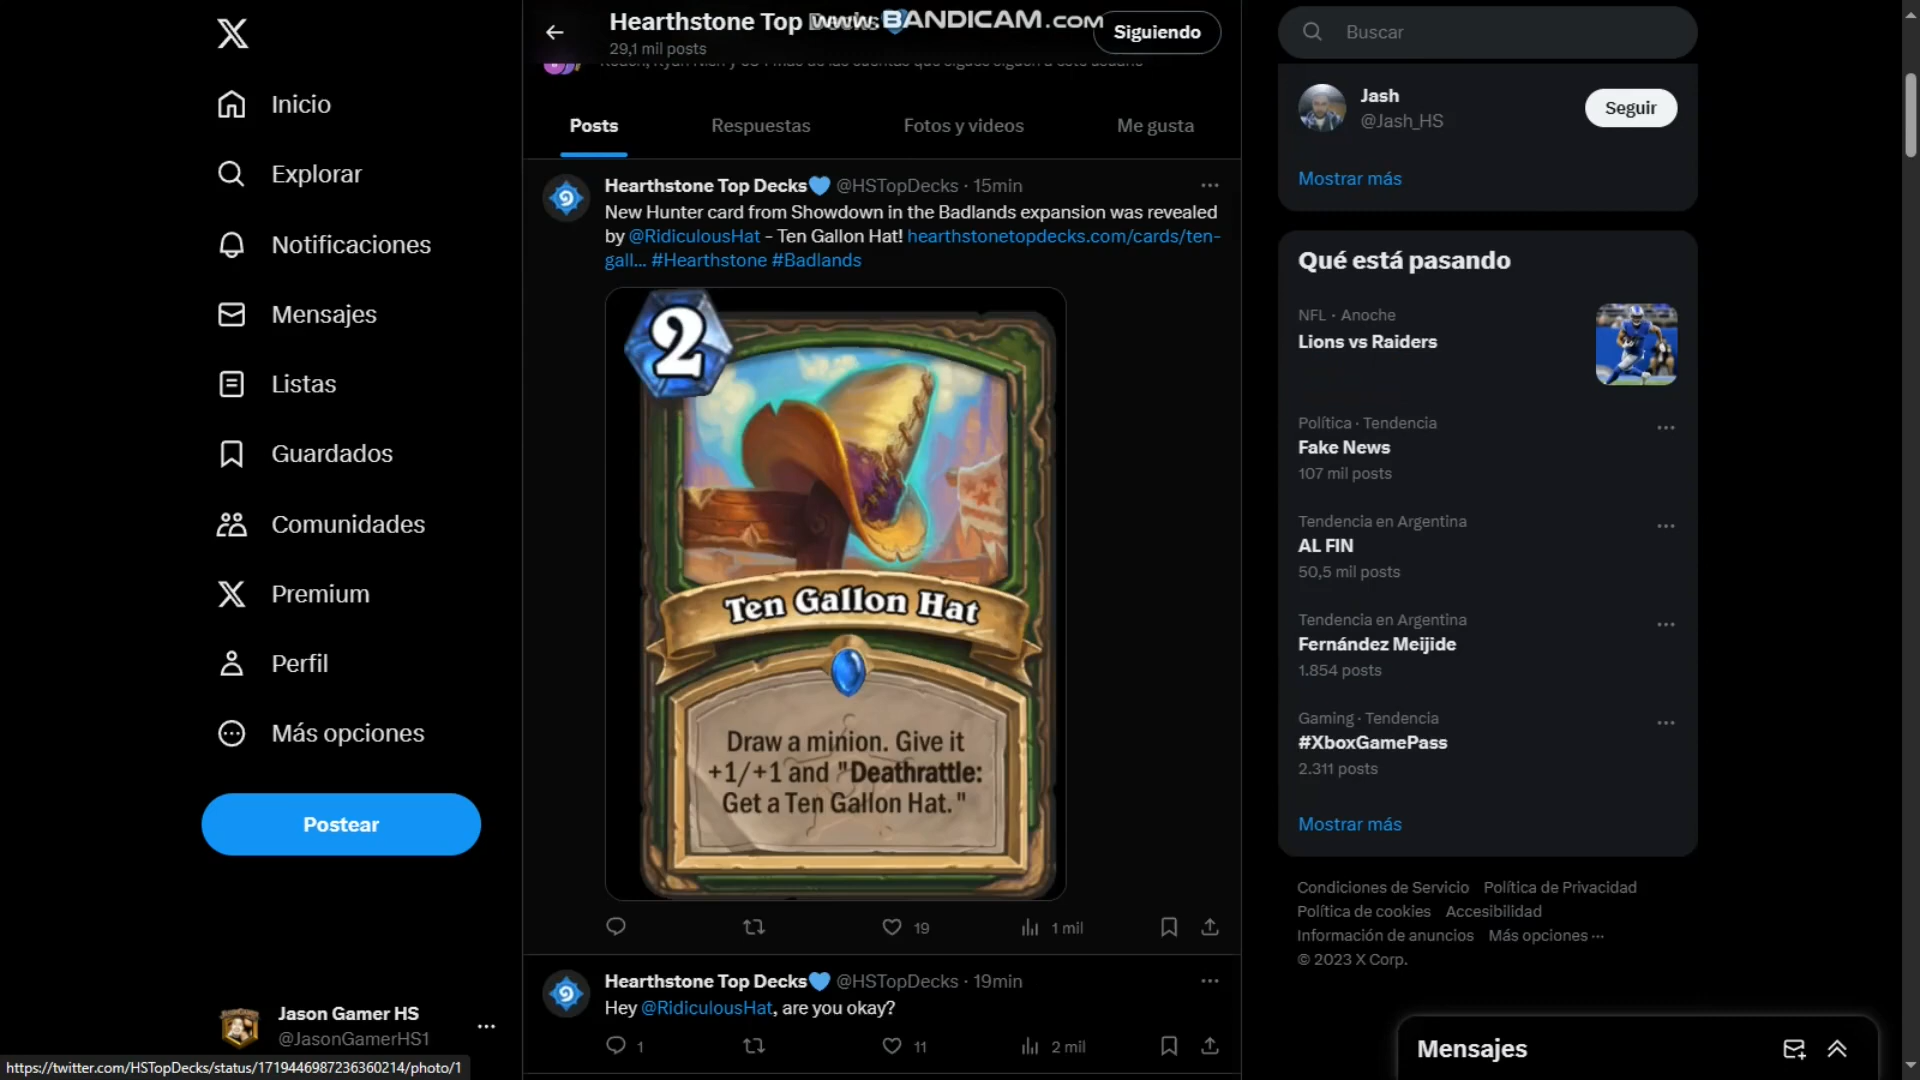 Inicio
Explorar
Notificaciones
Mensajes
Listas
Guardados
Comunidades
Premium
Perfil
Más opciones
Postear
Jason Gamer HS
@JasonGamerHS1
https://twitter.com/HSTopDecks/status/1719446987236360214/photo/1
Hearthstone Top Decks
www.BANDICAM.com
Siguiendo
29,1 mil posts
Posts
Respuestas
Fotos y videos
Me gusta
Hearthstone Top Decks💙 @HSTopDecks · 15min
New Hunter card from Showdown in the Badlands expansion was revealed
by @RidiculousHat - Ten Gallon Hat! hearthstonetopdecks.com/cards/ten-
gall... #Hearthstone #Badlands
2
Ten Gallon Hat
Draw a minion. Give it
+1/+1 and "Deathrattle:
Get a Ten Gallon Hat."
19
1 mil
Hearthstone Top Decks💙 @HSTopDecks · 19min
Hey @RidiculousHat, are you okay?
1
11
2 mil
Buscar
Jash
@Jash_HS
Seguir
Mostrar más
Qué está pasando
NFL · Anoche
Lions vs Raiders
Política · Tendencia
Fake News
107 mil posts
Tendencia en Argentina
AL FIN
50,5 mil posts
Tendencia en Argentina
Fernández Meijide
1.854 posts
Gaming · Tendencia
#XboxGamePass
2.311 posts
Mostrar más
Condiciones de Servicio Política de Privacidad
Política de cookies Accesibilidad
Información de anuncios Más opciones ···
© 2023 X Corp.
Mensajes